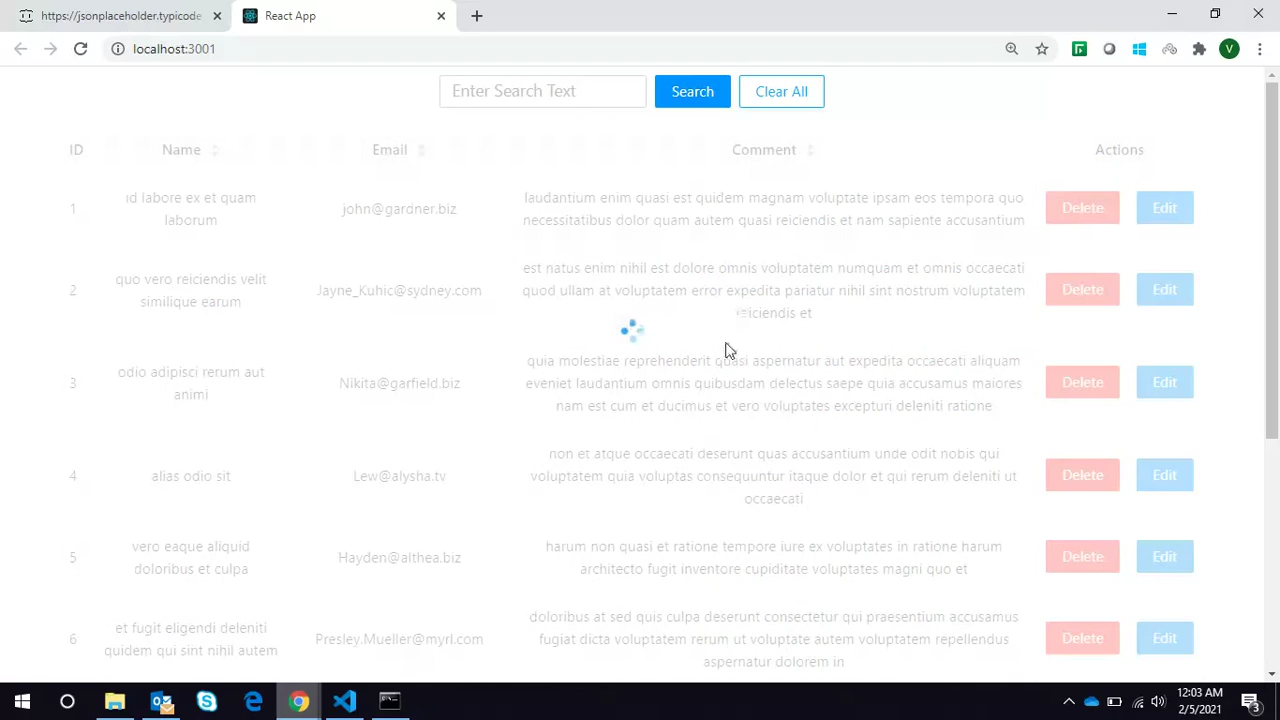 https://jsonplaceholder.typicode
React App
localhost:3001
V
Enter Search Text
Search
Clear All
ID Name Email Comment Actions
1
id labore ex et quam
laborum
john@gardner.biz
laudantium enim quasi est quidem magnam voluptate ipsam eos tempora quo
necessitatibus dolor quam autem quasi reiciendis et nam sapiente accusantium
Delete
Edit
2
quo vero reiciendis velit
similique earum
Jayne_Kuhic@sydney.com
est natus enim nihil est dolore omnis voluptatem numquam et omnis occaecati
quod ullam at voluptatem error expedita pariatur nihil sint nostrum voluptatem
reiciendis et
Delete
Edit
3
odio adipisci rerum aut
animi
Nikita@garfield.biz
quia molestiae reprehenderit quasi aspernatur aut expedita occaecati aliquam
eveniet laudantium omnis quibusdam delectus saepe quia accusamus maiores
nam est cum et ducimus et vero voluptates excepturi deleniti ratione
Delete
Edit
4
alias odio sit
Lew@alysha.tv
non et atque occaecati deserunt quas accusantium unde odit nobis qui
voluptatem quia voluptas consequuntur itaque dolor et qui rerum deleniti ut
occaecati
Delete
Edit
5
vero eaque aliquid
doloribus et culpa
Hayden@althea.biz
harum non quasi et ratione tempore iure ex voluptates in ratione harum
architecto fugit inventore cupiditate voluptates magni quo et
Delete
Edit
6
et fugit eligendi deleniti
quidem qui sint nihil autem
Presley.Mueller@myrl.com
doloribus at sed quis culpa deserunt consectetur qui praesentium accusamus
fugiat dicta voluptatem rerum ut voluptate autem voluptatem repellendus
aspernatur dolorem in
Delete
Edit
12:03 AM
2/5/2021
3